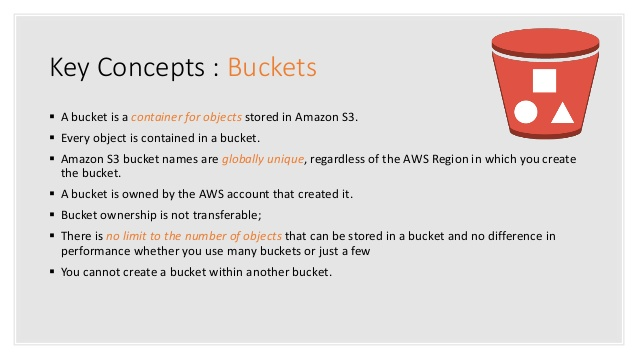 Key Concepts : Buckets
▪ A bucket is a container for objects stored in Amazon S3.
▪ Every object is contained in a bucket.
▪ Amazon S3 bucket names are globally unique, regardless of the AWS Region in which you create
the bucket.
▪ A bucket is owned by the AWS account that created it.
▪ Bucket ownership is not transferable;
▪ There is no limit to the number of objects that can be stored in a bucket and no difference in
performance whether you use many buckets or just a few
▪ You cannot create a bucket within another bucket.